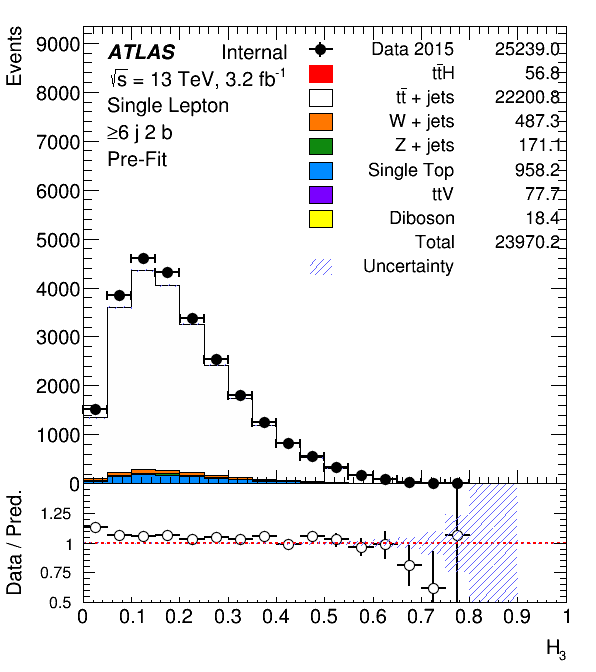 Events
9000
8000
7000
6000
5000
4000
3000
2000
1000
0
ATLAS Internal
√s = 13 TeV, 3.2 fb⁻¹
Single Lepton
≥6 j 2 b
Pre-Fit
Data 2015 25239.0
tt̄H 56.8
tt̄ + jets 22200.8
W + jets 487.3
Z + jets 171.1
Single Top 958.2
ttV 77.7
Diboson 18.4
Total 23970.2
Uncertainty
Data / Pred.
1.25
1
0.75
0.5
0 0.1 0.2 0.3 0.4 0.5 0.6 0.7 0.8 0.9 1
H₃